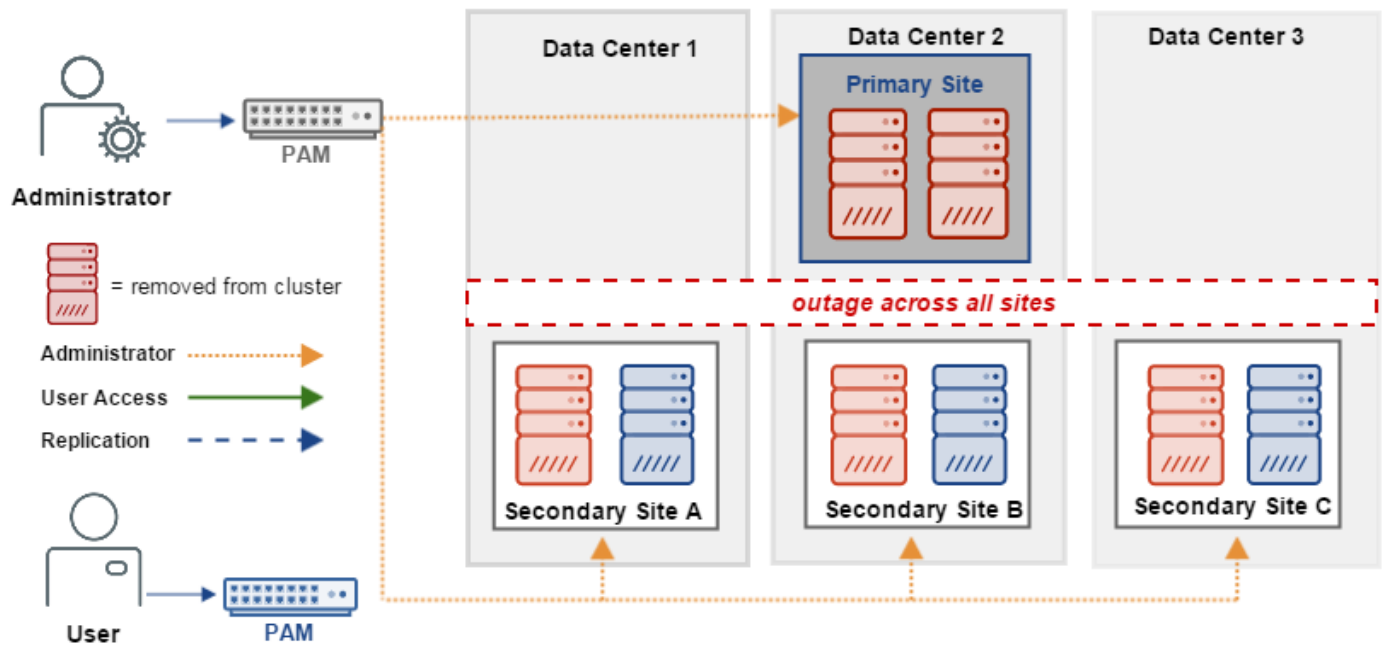 Data Center 1
Data Center 2
Data Center 3
Primary Site
PAM
Administrator
= removed from cluster
outage across all sites
Administrator
User Access
Replication
Secondary Site A
Secondary Site B
Secondary Site C
User
PAM